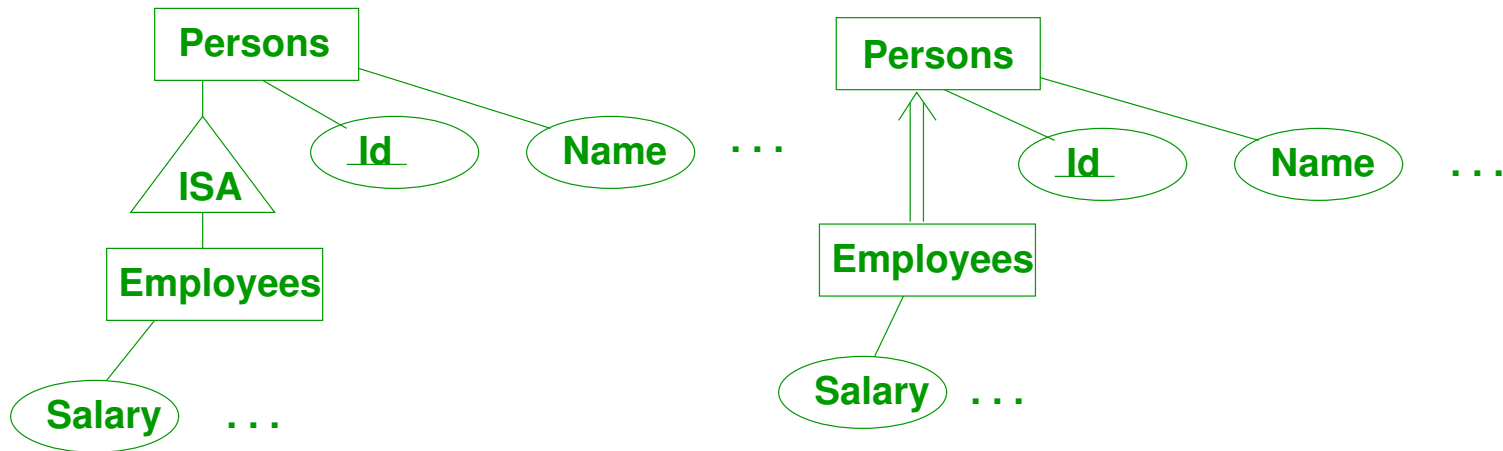 Persons
Id
Name
. . .
ISA
Employees
Salary
. . .
Persons
Id
Name
. . .
Employees
Salary
. . .